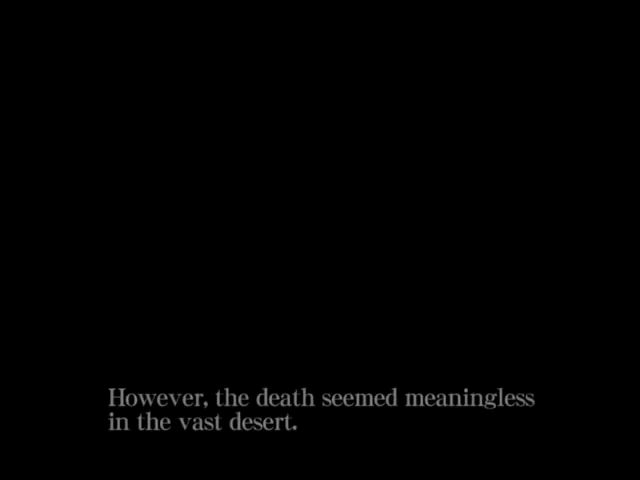 However, the death seemed meaningless
in the vast desert.